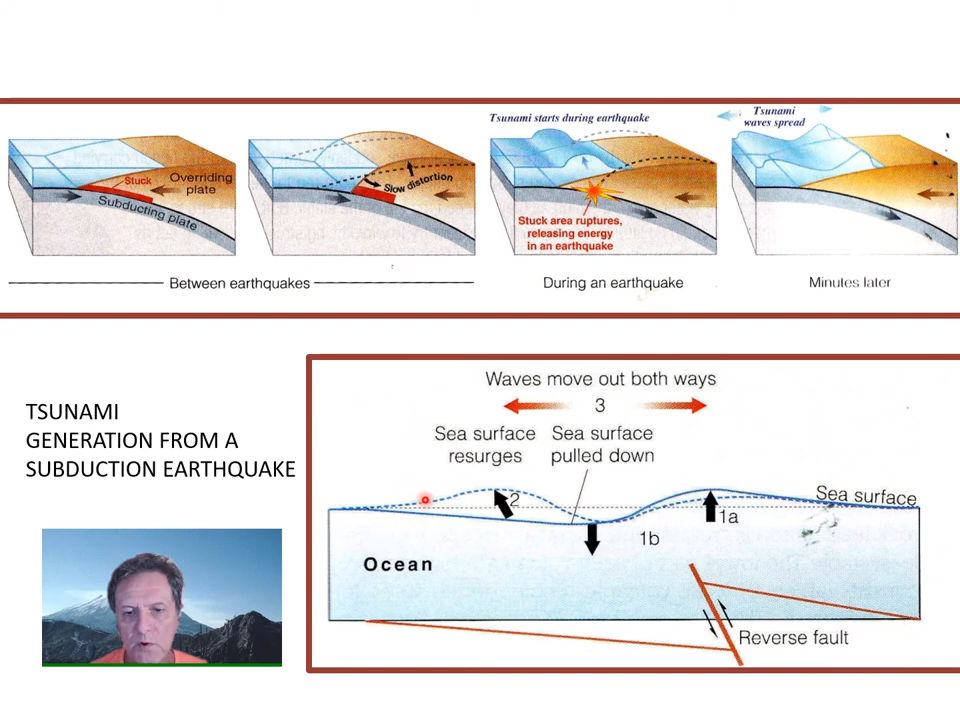 Tsunami starts during earthquake
Tsunami
waves spread
Stuck
Overriding
plate
Subducting plate
Slow distortion
Stuck area ruptures,
releasing energy
in an earthquake
Between earthquakes
During an earthquake
Minutes later
TSUNAMI
GENERATION FROM A
SUBDUCTION EARTHQUAKE
Waves move out both ways
3
Sea surface
resurges
Sea surface
pulled down
Sea surface
2
1a
1b
Ocean
Reverse fault